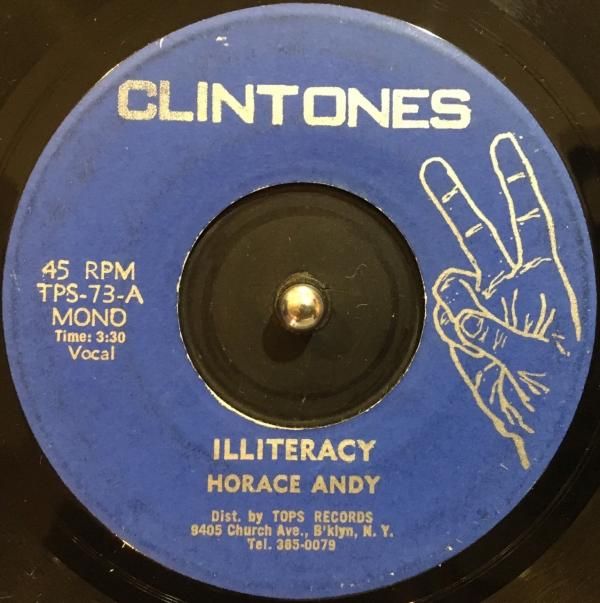 CLINTONES
45 RPM
TPS-73-A
MONO
Time: 3:30
Vocal
ILLITERACY
HORACE ANDY
Dist. by TOPS RECORDS
9405 Church Ave., B'klyn, N. Y.
Tel. 385-0079